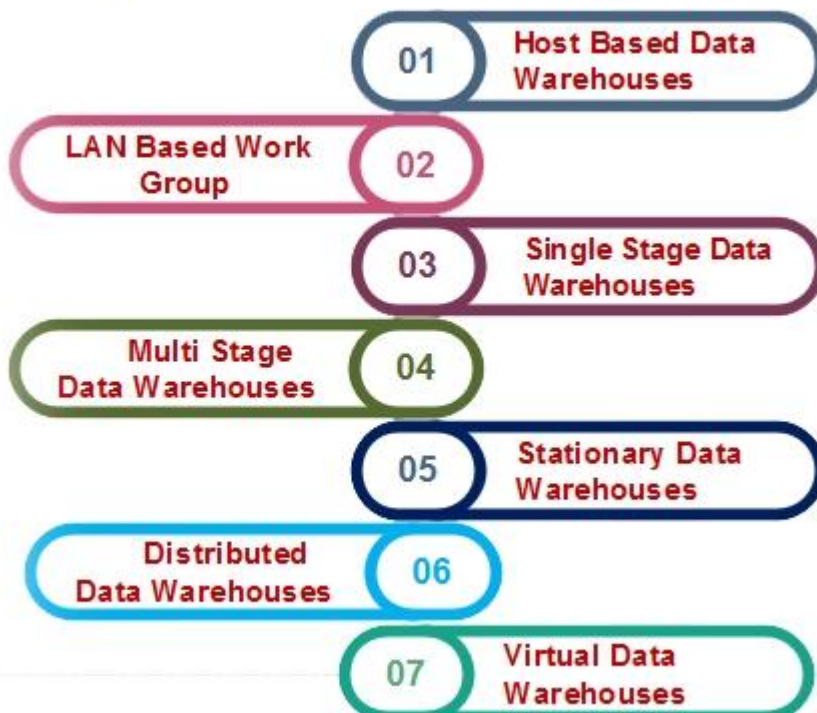 01
Host Based Data
Warehouses
LAN Based Work
Group
02
03
Single Stage Data
Warehouses
Multi Stage
Data Warehouses
04
05
Stationary Data
Warehouses
Distributed
Data Warehouses
06
07
Virtual Data
Warehouses